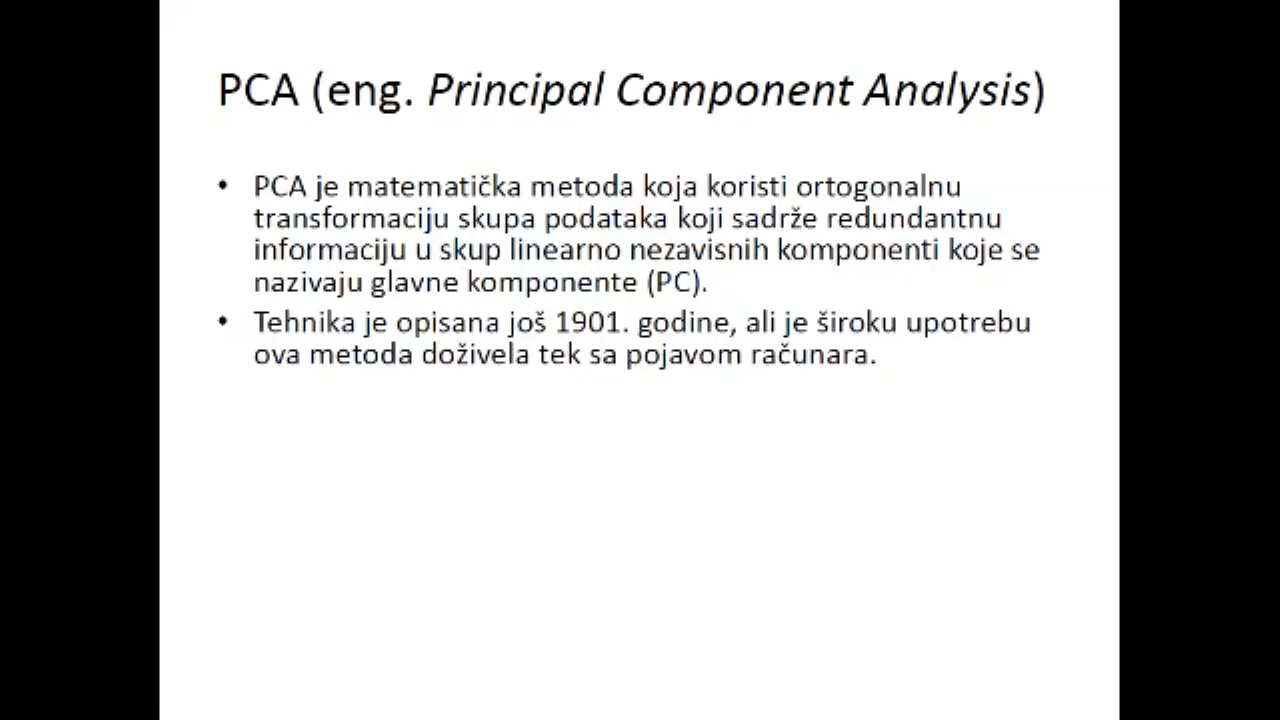 PCA (eng. Principal Component Analysis)
• PCA je matematička metoda koja koristi ortogonalnu
transformaciju skupa podataka koji sadrže redundantnu
informaciju u skup linearno nezavisnih komponenti koje se
nazivaju glavne komponente (PC).
• Tehnika je opisana još 1901. godine, ali je široku upotrebu
ova metoda doživela tek sa pojavom računara.